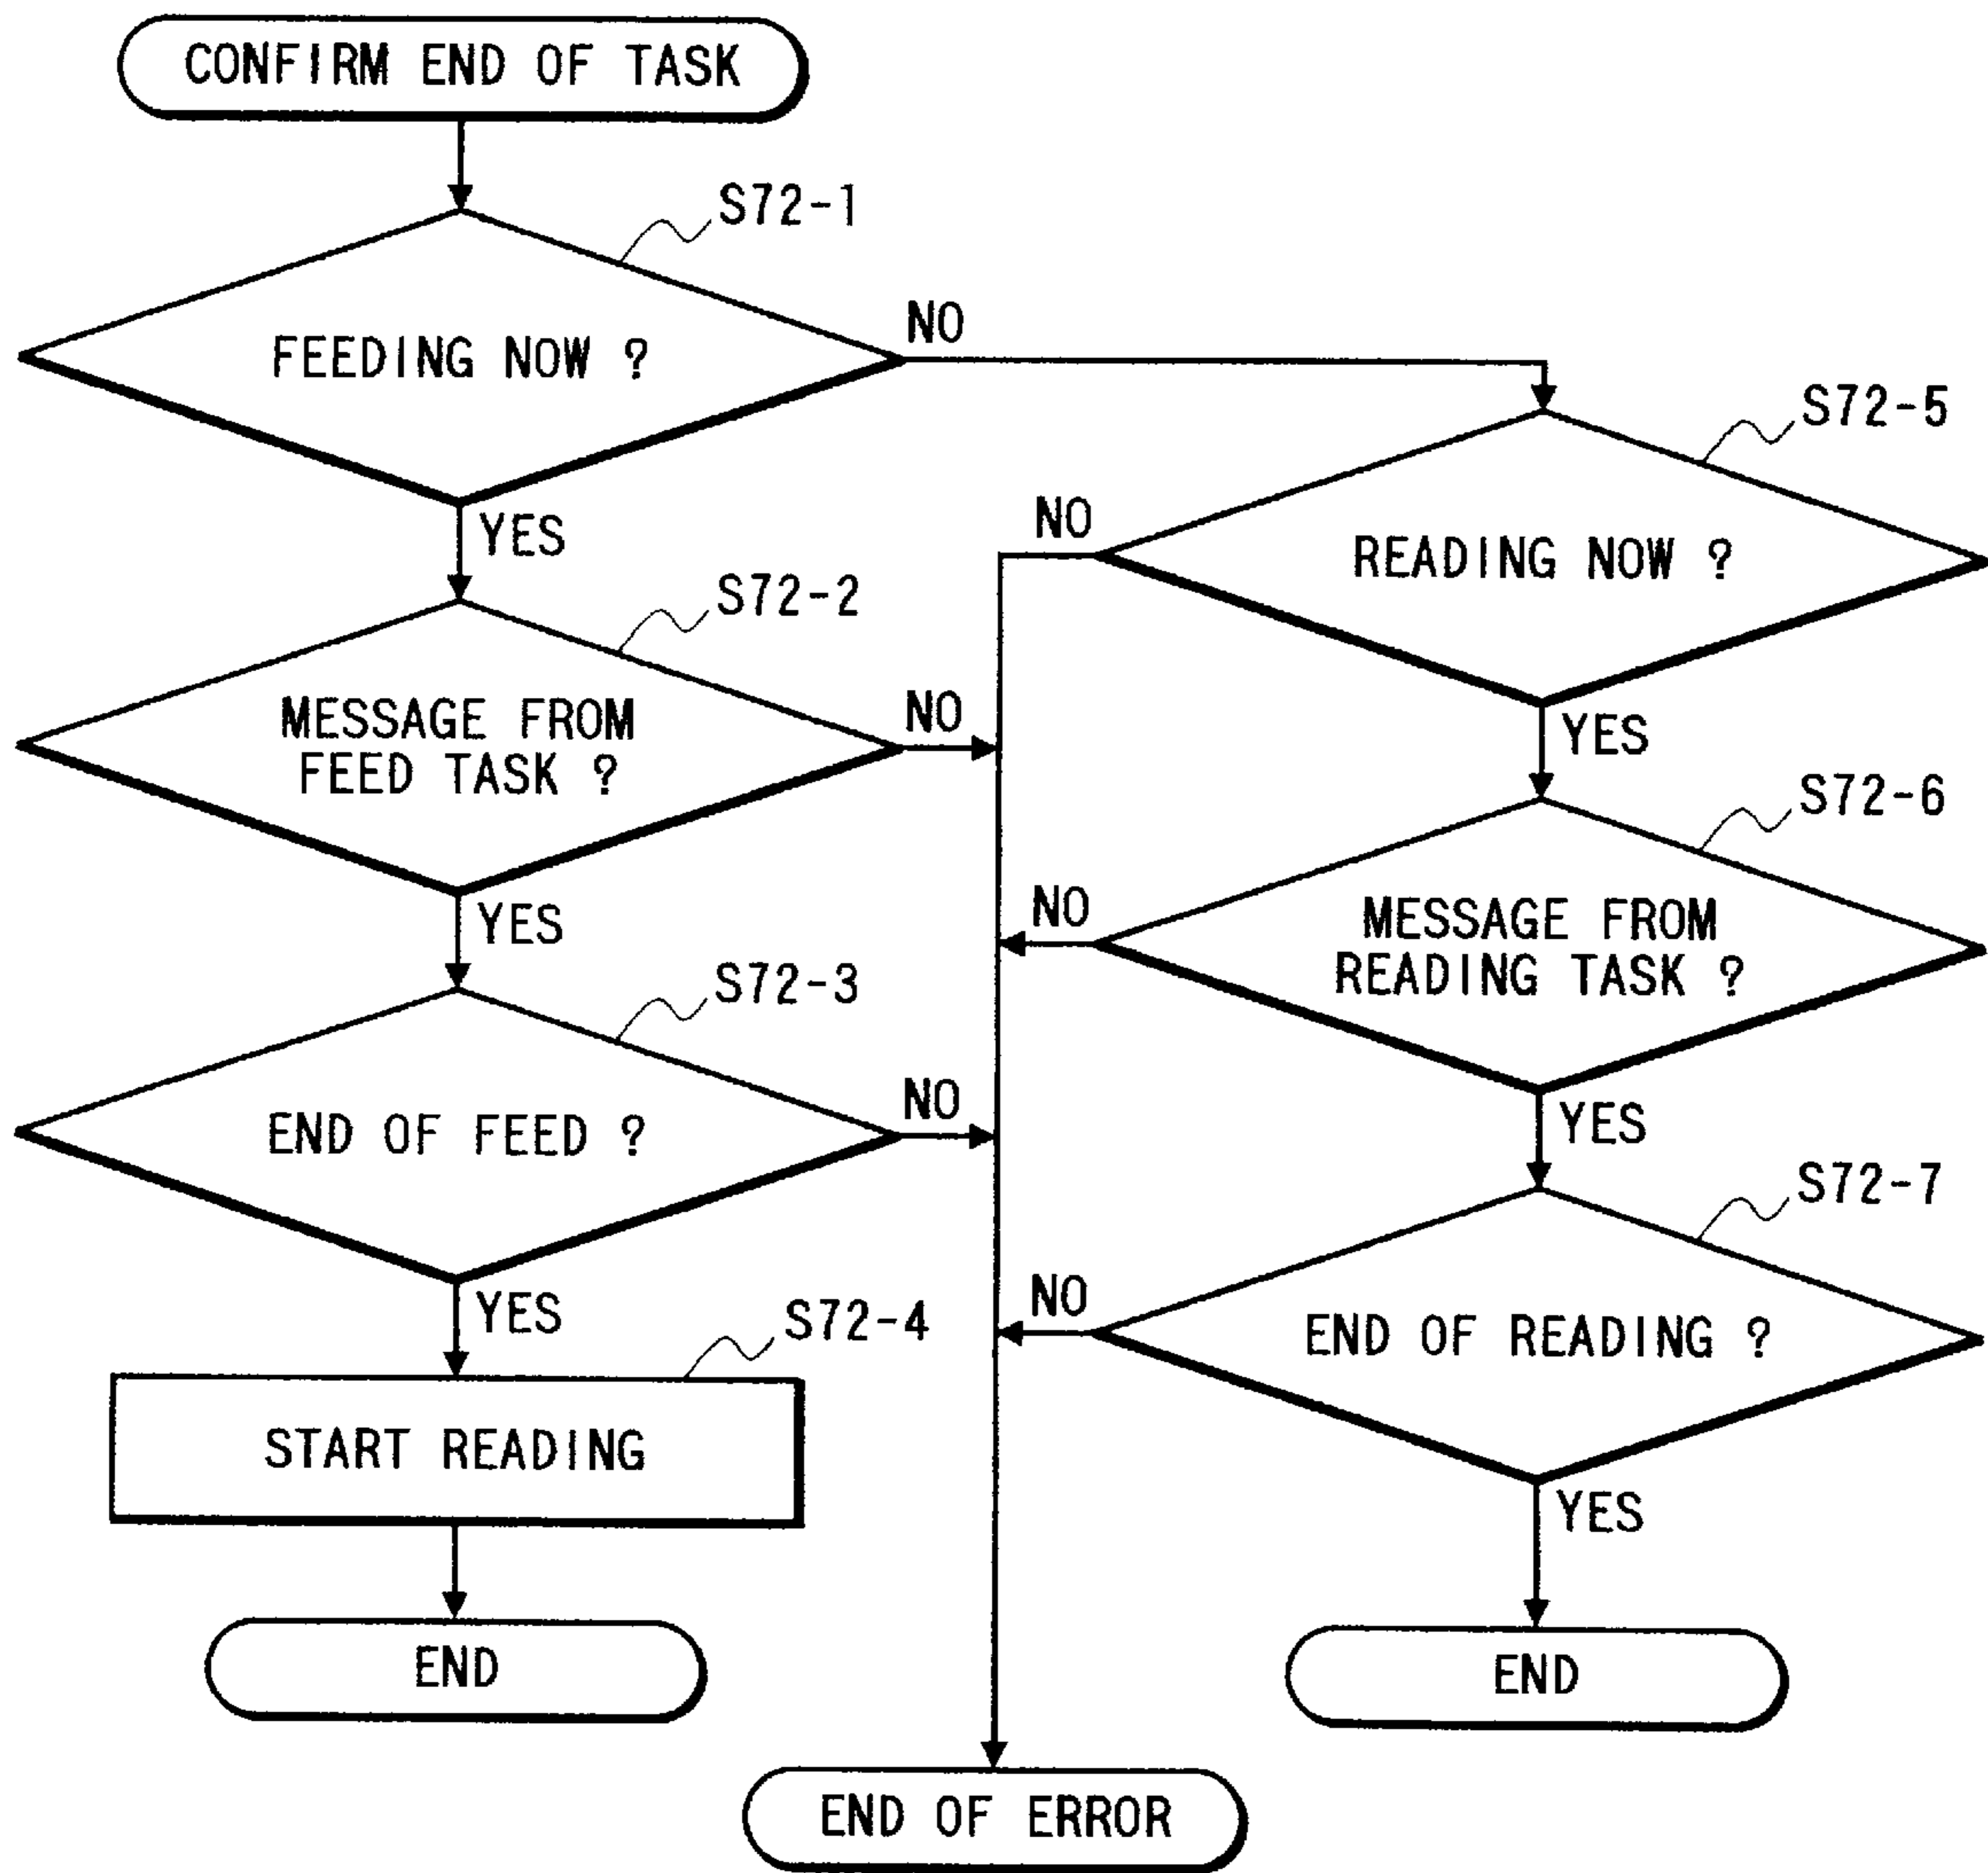 CONFIRM END OF TASK
S72-1
FEEDING NOW ?
NO
YES
S72-5
READING NOW ?
NO
YES
S72-2
MESSAGE FROM
FEED TASK ?
NO
YES
S72-6
MESSAGE FROM
READING TASK ?
NO
YES
S72-3
END OF FEED ?
NO
YES
S72-7
END OF READING ?
NO
YES
S72-4
START READING
END
END
END OF ERROR